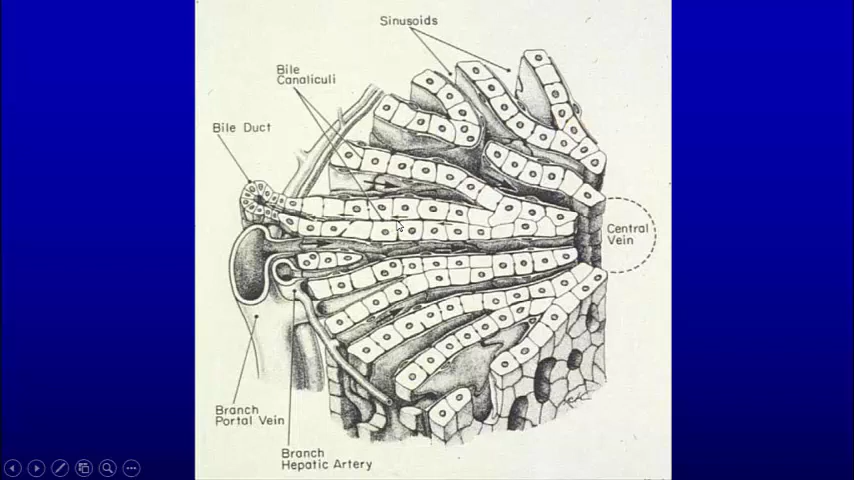 Sinusoids
Bile
Canaliculi
Bile Duct
Central
Vein
Branch
Portal Vein
Branch
Hepatic Artery